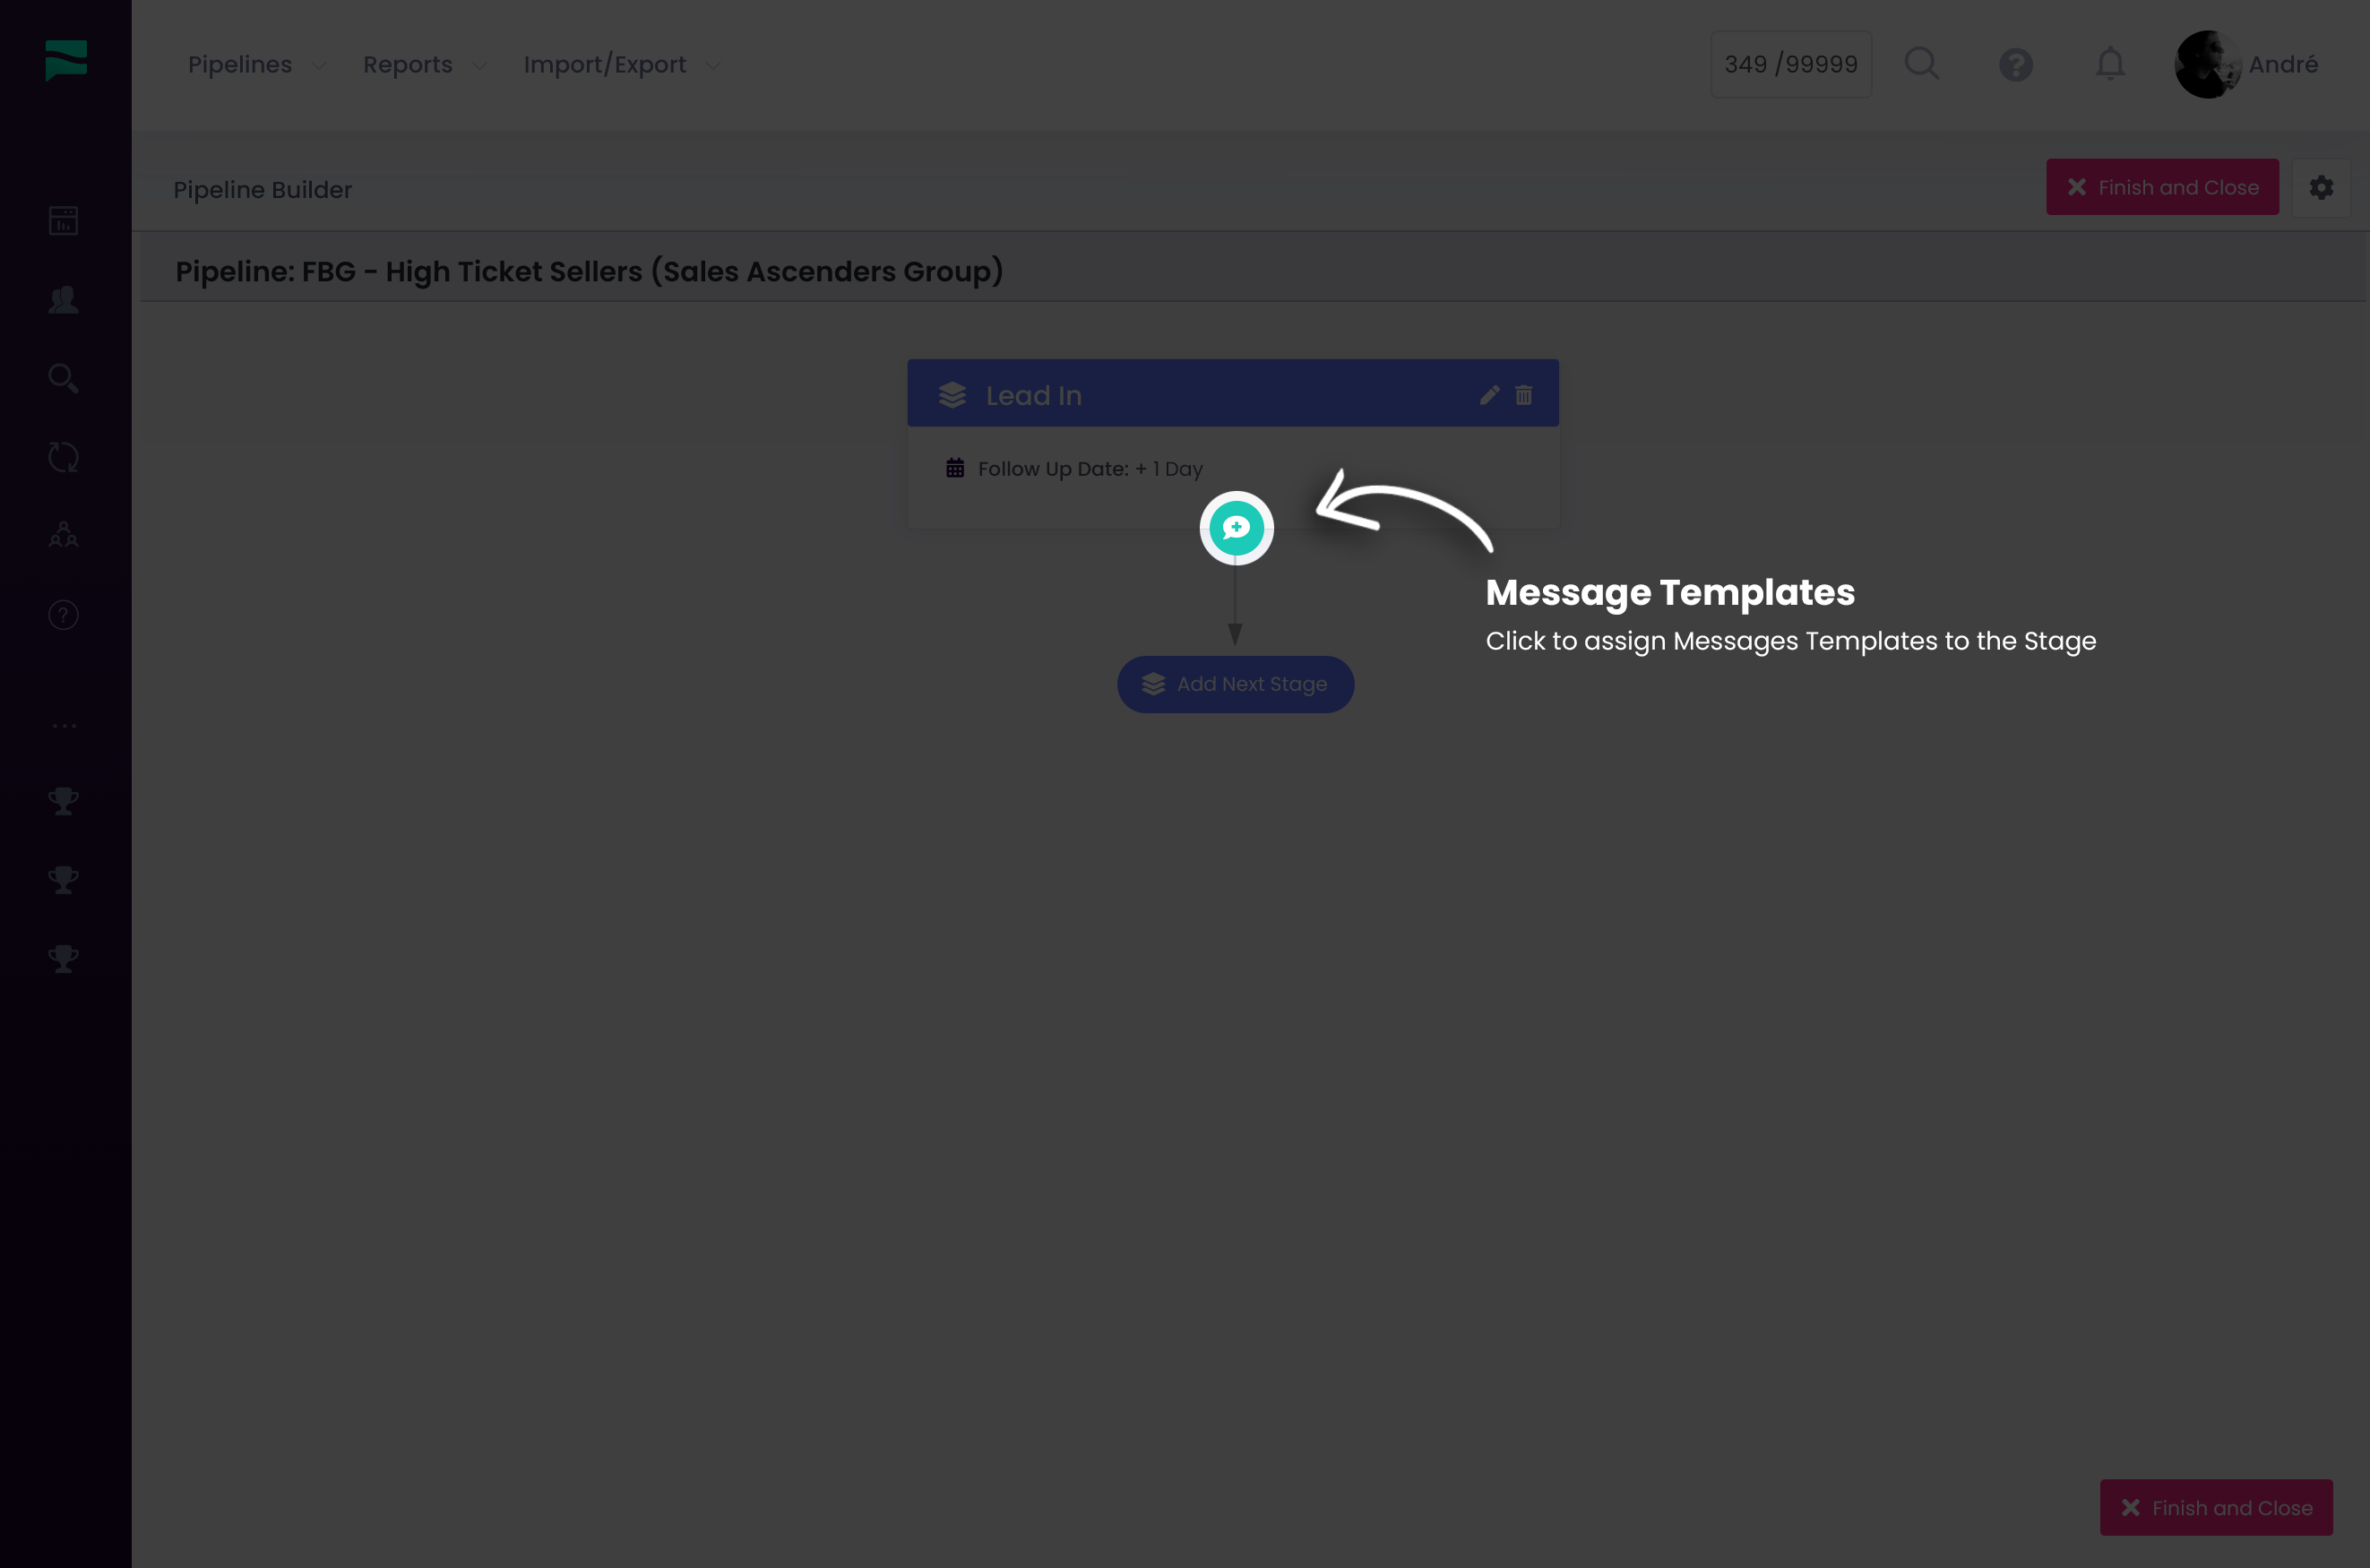 Pipelines Reports Import/Export 349 /99999 André
Pipeline Builder Finish and Close
Pipeline: FBG - High Ticket Sellers (Sales Ascenders Group)
Lead In
Follow Up Date: + 1 Day
Message Templates
Click to assign Messages Templates to the Stage
Add Next Stage
Finish and Close